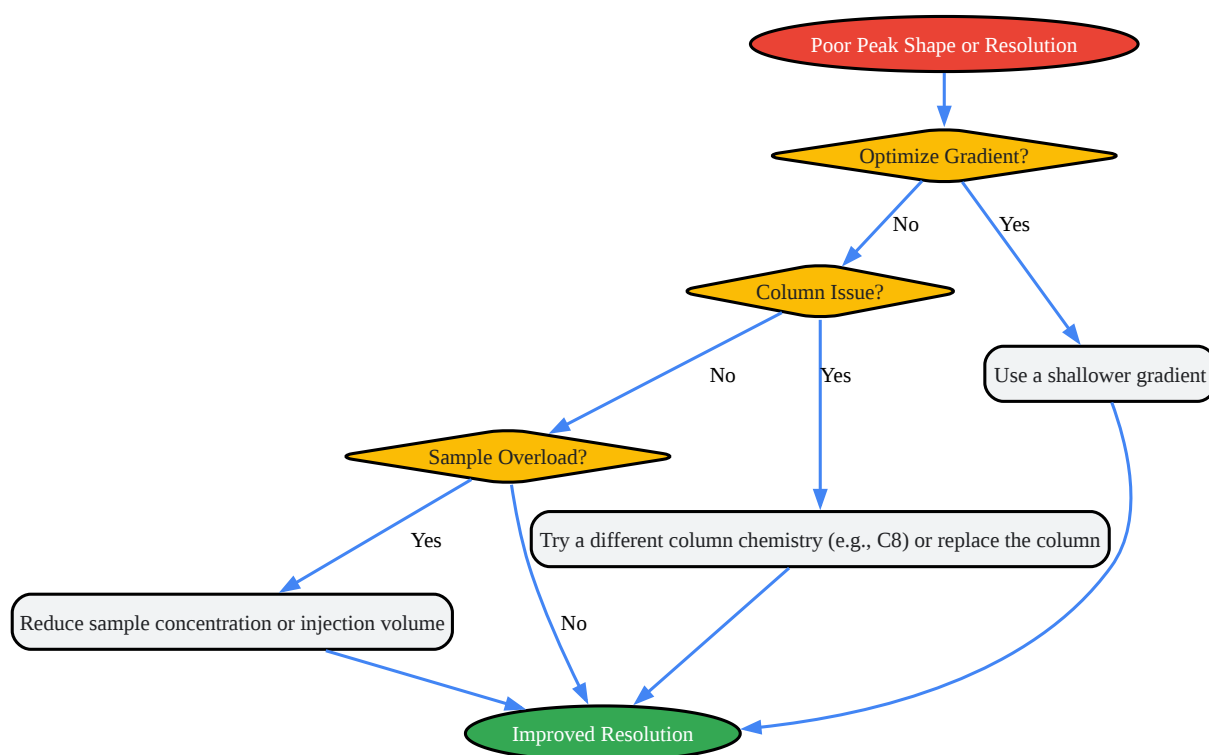 Poor Peak Shape or Resolution
Optimize Gradient?
No
Yes
Column Issue?
Use a shallower gradient
No
Yes
Sample Overload?
Yes
Try a different column chemistry (e.g., C8) or replace the column
Reduce sample concentration or injection volume
No
Improved Resolution